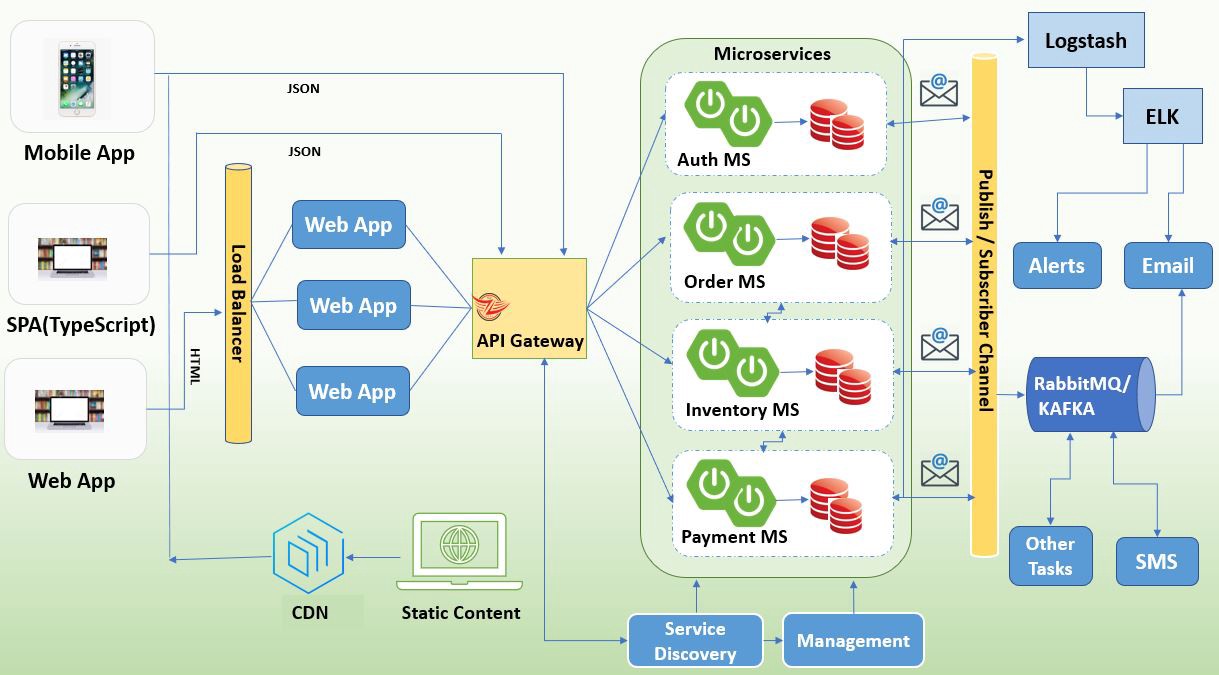 Mobile App
JSON
SPA(TypeScript)
JSON
Web App
HTML
Load Balancer
Web App
Web App
Web App
API Gateway
CDN
Static Content
Microservices
Auth MS
Order MS
Inventory MS
Payment MS
Service
Discovery
Management
Publish / Subscriber Channel
Logstash
ELK
Alerts
Email
RabbitMQ/
KAFKA
Other
Tasks
SMS